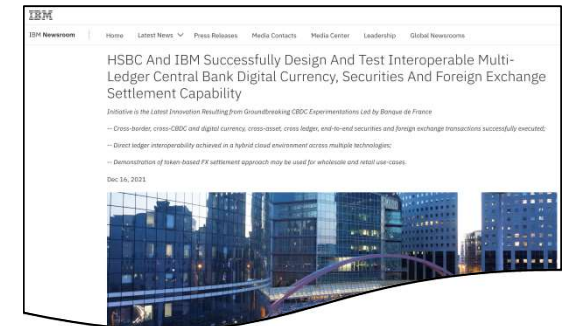 IBM
IBM Newsroom Home Latest News Press Releases Media Contacts Media Center Leadership Global Newsrooms
HSBC And IBM Successfully Design And Test Interoperable Multi-
Ledger Central Bank Digital Currency, Securities And Foreign Exchange
Settlement Capability
Initiative is the Latest Innovation Resulting from Groundbreaking CBDC Experimentations Led by Banque de France
-- Cross-border, cross-CBDC and digital currency, cross-asset, cross ledger, end-to-end securities and foreign exchange transactions successfully executed;
-- Direct ledger interoperability achieved in a hybrid cloud environment across multiple technologies;
-- Demonstration of token-based FX settlement approach may be used for wholesale and retail use-cases.
Dec 16, 2021